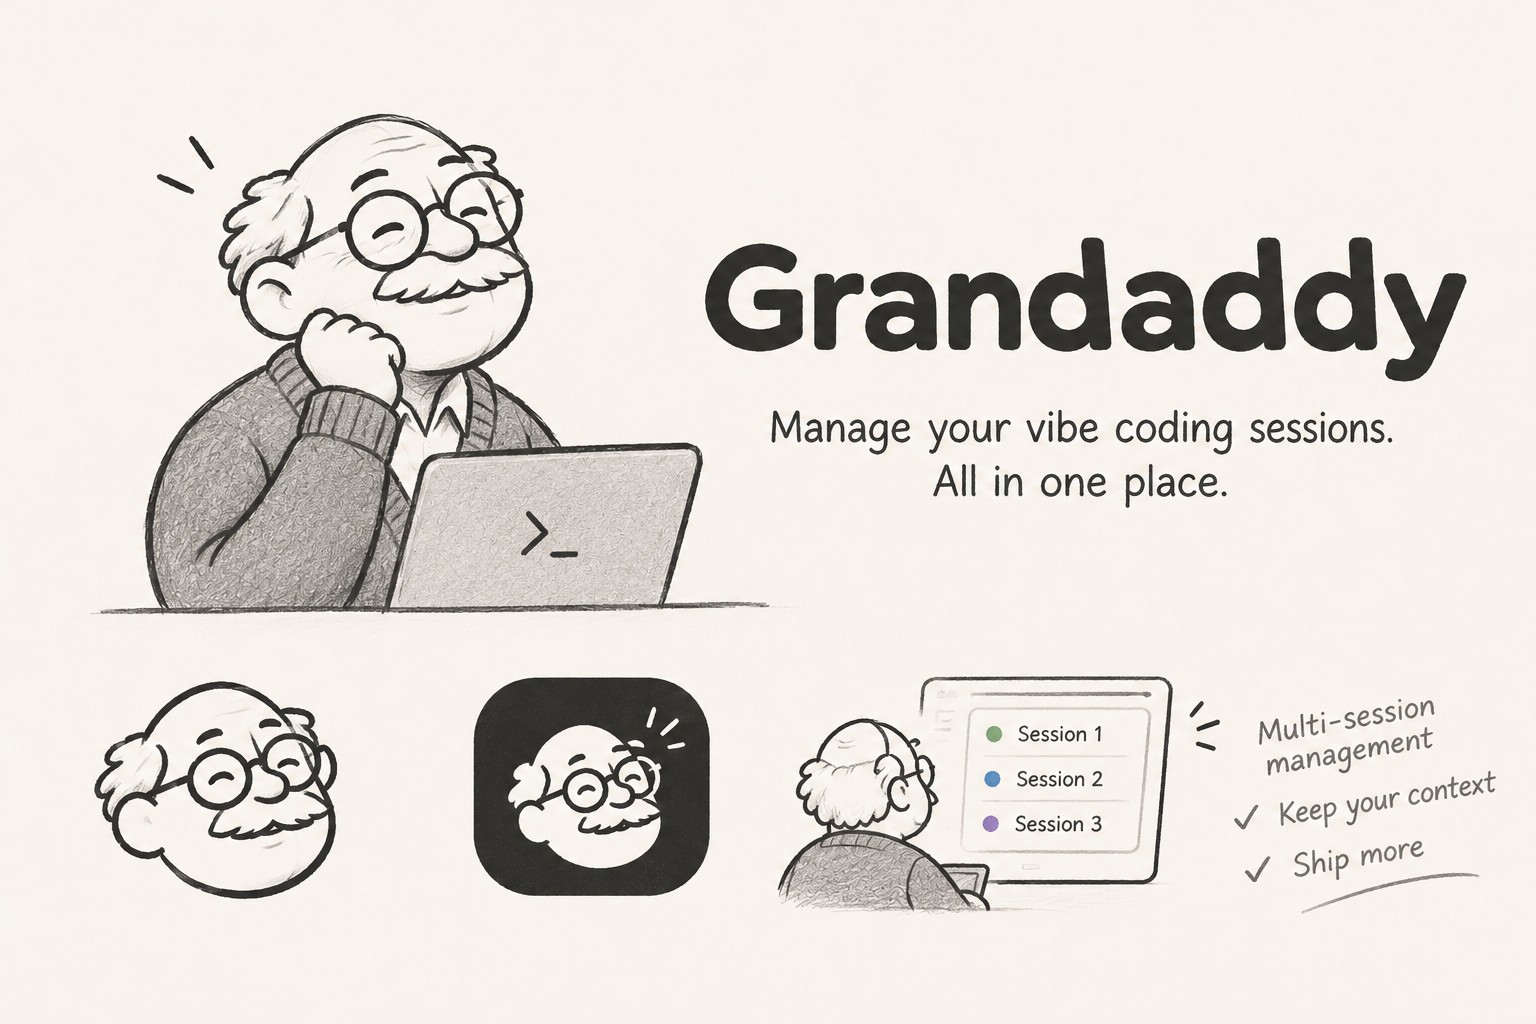 Grandaddy
Manage your vibe coding sessions.
All in one place.
>_
Session 1
Session 2
Session 3
Multi-session
management
✓ Keep your context
✓ Ship more